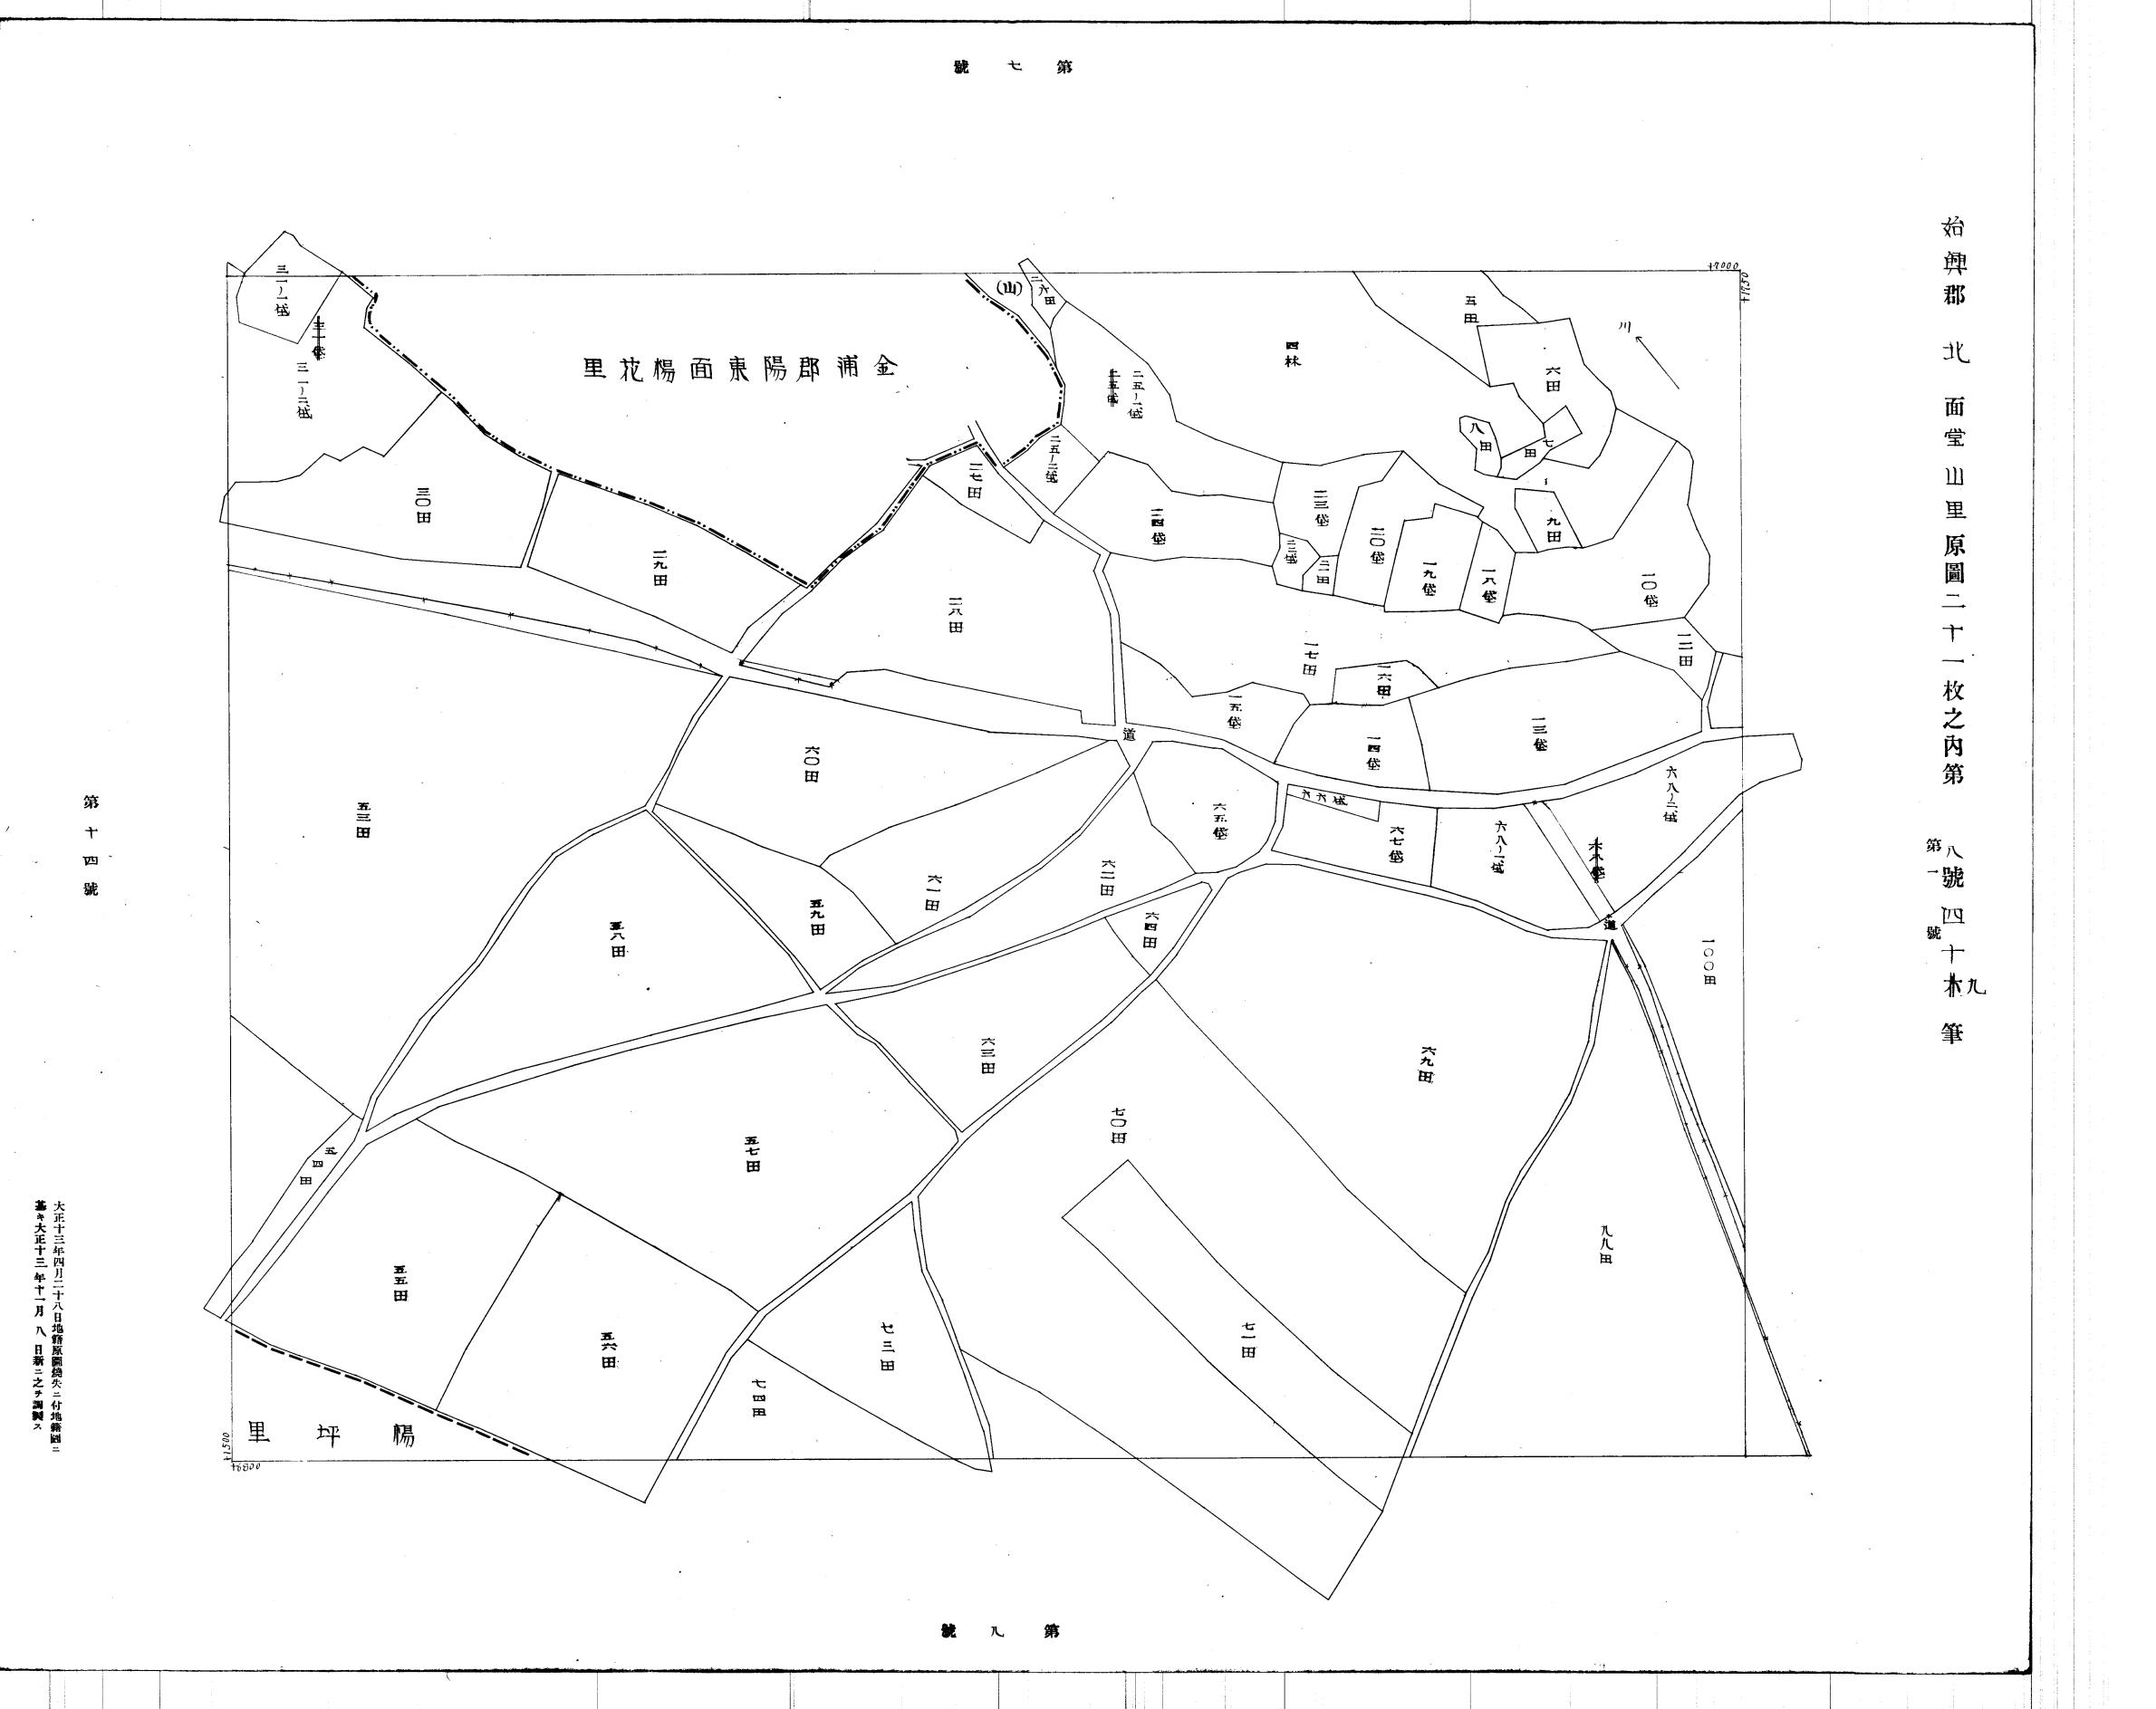 始興郡 北 面堂山里原圖二十一枚之內第 八號四十九筆
第一號
第七號
第十四號
第八號
大正十三年四月二十八日地籍原圖燒失ニ付地籍圖ニ
基キ大正十三年十一月八日新ニ之ヲ調製ス
金浦郡陽東面楊花里
楊坪里
(山)
川
+7000
+11500
+6800
三一ノ一垈
三一垈
三一ノ二垈
三〇田
二九田
二八田
二七田
二六田
二五ノ一垈
二五垈
二五ノ二垈
四林
五田
六田
七田
八田
九田
一〇垈
一二田
一三垈
一四垈
一五垈
一六田
一七田
一八垈
一九垈
二〇垈
二一田
二二垈
二三垈
二四垈
道
五三田
六〇田
六五垈
六六垈
六七垈
六八ノ一垈
六八垈
六八ノ二垈
道
一〇〇田
五八田
五九田
六一田
六二田
六四田
六三田
六九田
七〇田
五七田
五四田
五五田
五六田
七三田
七四田
七一田
八九田